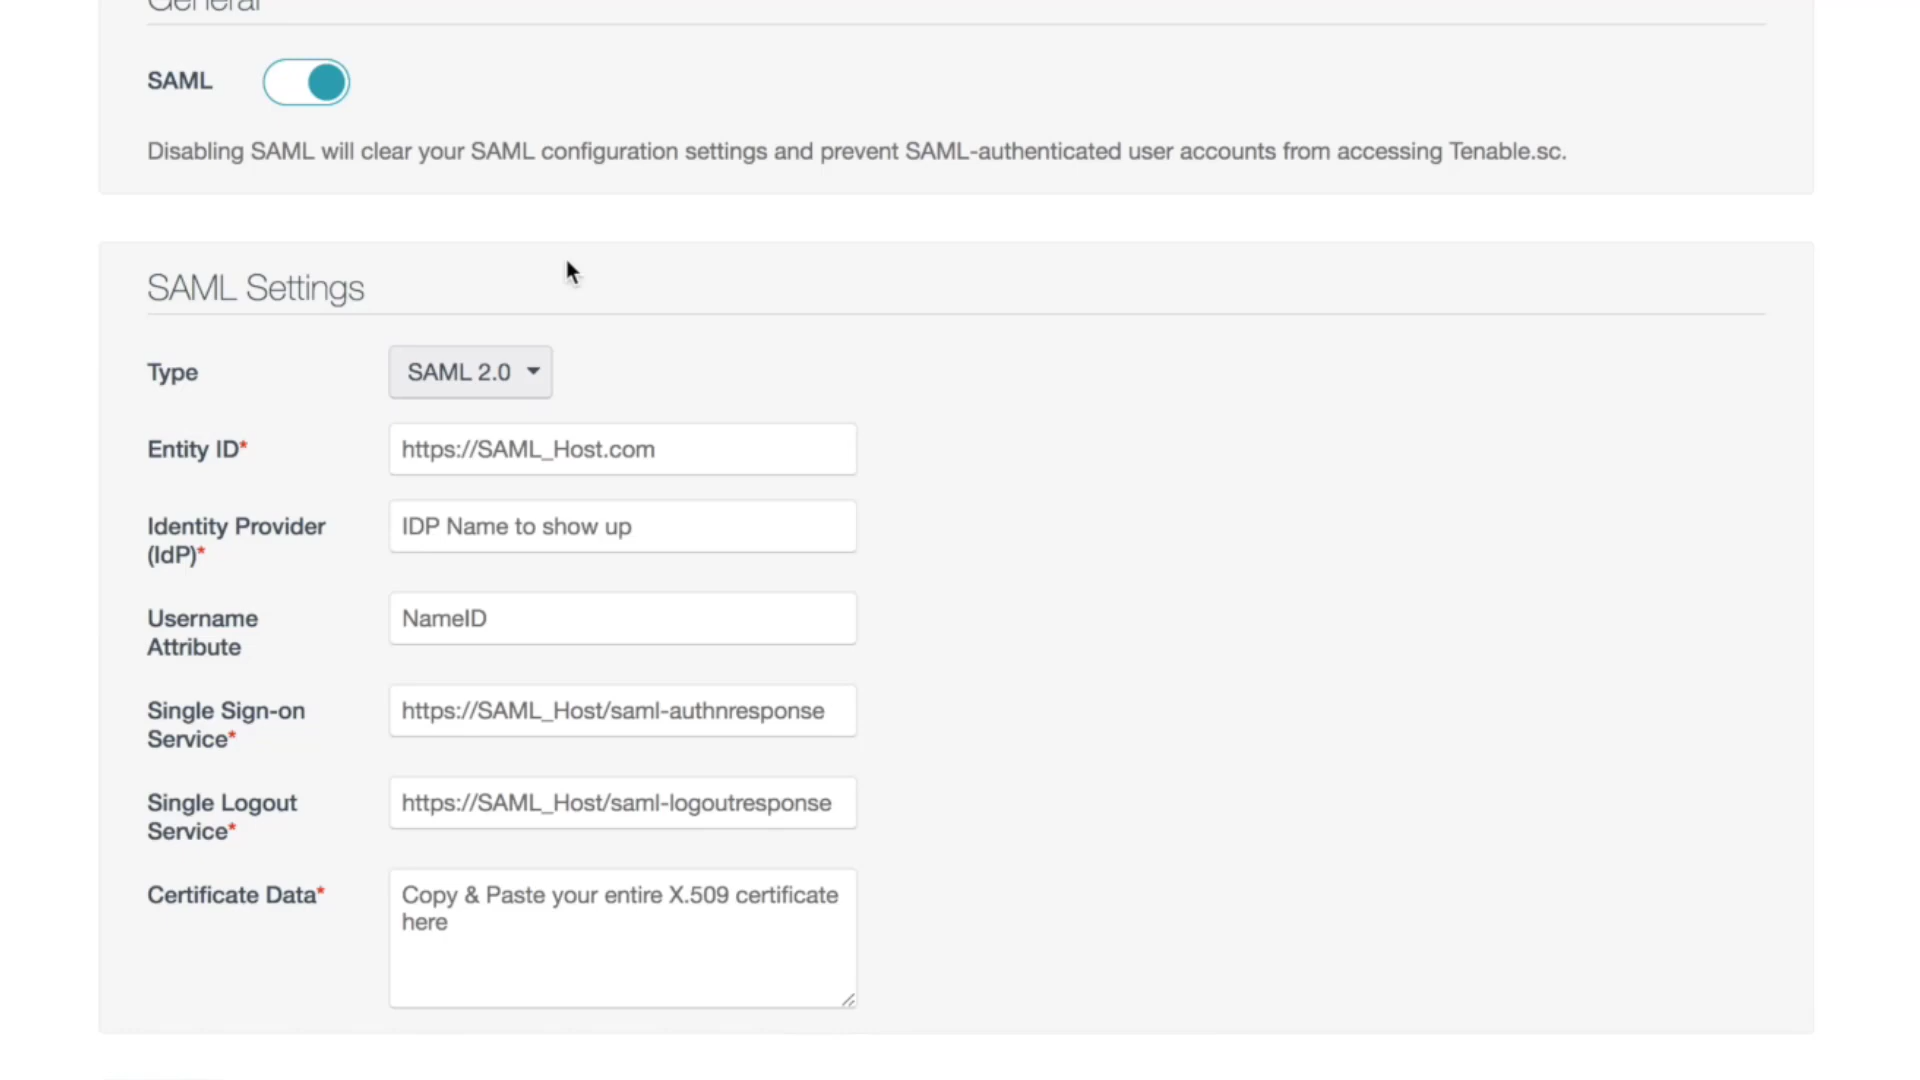 General
SAML
Disabling SAML will clear your SAML configuration settings and prevent SAML-authenticated user accounts from accessing Tenable.sc.
SAML Settings
Type
SAML 2.0
Entity ID*
https://SAML_Host.com
Identity Provider
(IdP)*
IDP Name to show up
Username
Attribute
NameID
Single Sign-on
Service*
https://SAML_Host/saml-authnresponse
Single Logout
Service*
https://SAML_Host/saml-logoutresponse
Certificate Data*
Copy & Paste your entire X.509 certificate
here